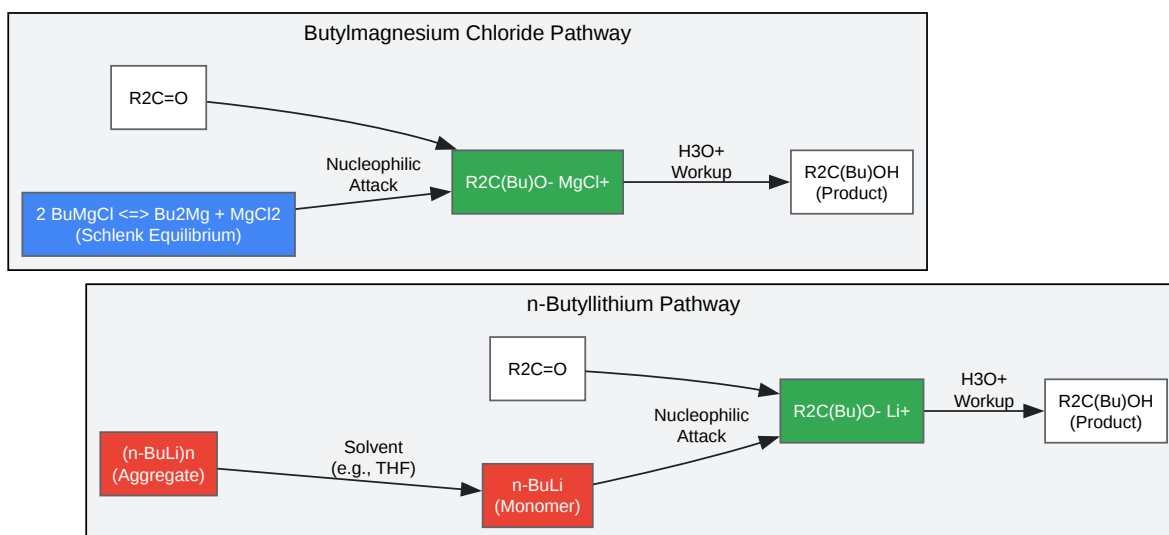 Butylmagnesium Chloride Pathway
R2C=O
Nucleophilic
Attack
2 BuMgCl <=> Bu2Mg + MgCl2
(Schlenk Equilibrium)
R2C(Bu)O- MgCl+
H3O+
Workup
R2C(Bu)OH
(Product)
n-Butyllithium Pathway
R2C=O
(n-BuLi)n
(Aggregate)
Solvent
(e.g., THF)
n-BuLi
(Monomer)
Nucleophilic
Attack
R2C(Bu)O- Li+
H3O+
Workup
R2C(Bu)OH
(Product)